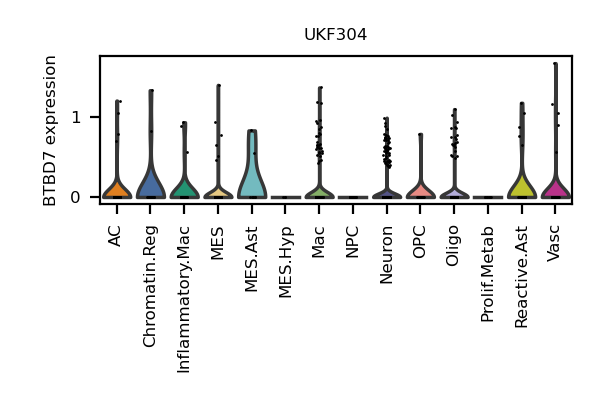 UKF304
BTBD7 expression
1
0
AC
Chromatin.Reg
Inflammatory.Mac
MES
MES.Ast
MES.Hyp
Mac
NPC
Neuron
OPC
Oligo
Prolif.Metab
Reactive.Ast
Vasc